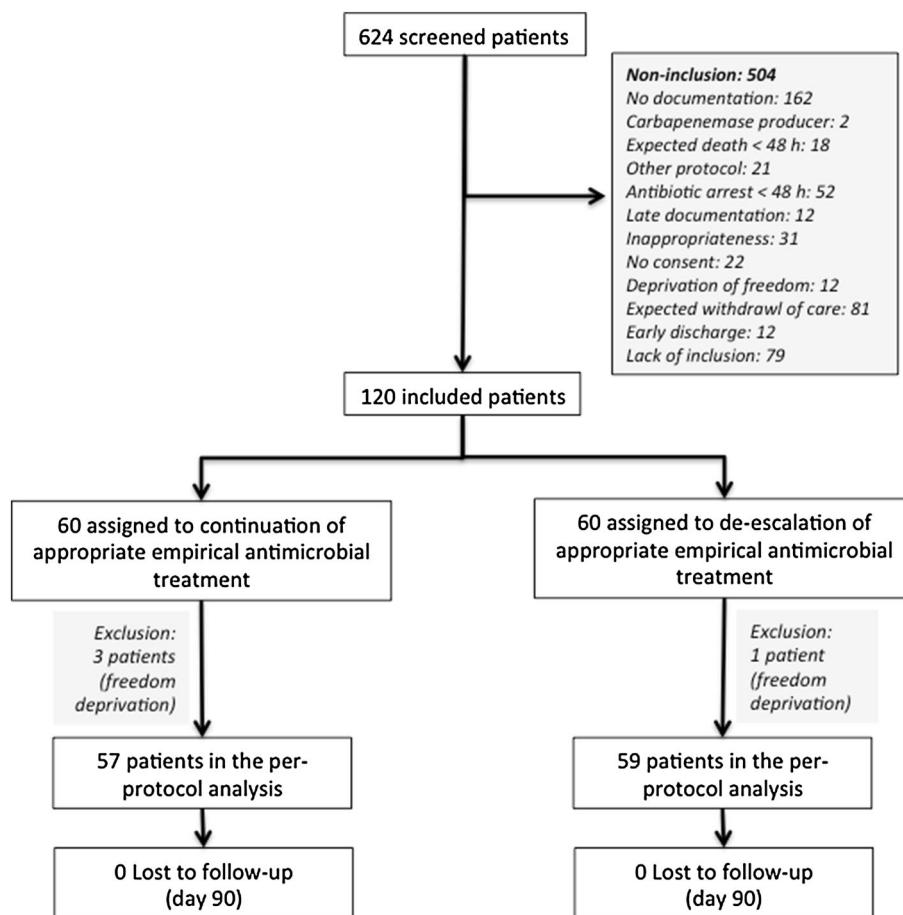 624 screened patients
Non-inclusion: 504
No documentation: 162
Carbapenemase producer: 2
Expected death < 48 h: 18
Other protocol: 21
Antibiotic arrest < 48 h: 52
Late documentation: 12
Inappropriateness: 31
No consent: 22
Deprivation of freedom: 12
Expected withdrawl of care: 81
Early discharge: 12
Lack of inclusion: 79
120 included patients
60 assigned to continuation of
appropriate empirical antimicrobial
treatment
60 assigned to de-escalation of
appropriate empirical antimicrobial
treatment
Exclusion:
3 patients
(freedom
deprivation)
Exclusion:
1 patient
(freedom
deprivation)
57 patients in the per-
protocol analysis
59 patients in the per-
protocol analysis
0 Lost to follow-up
(day 90)
0 Lost to follow-up
(day 90)